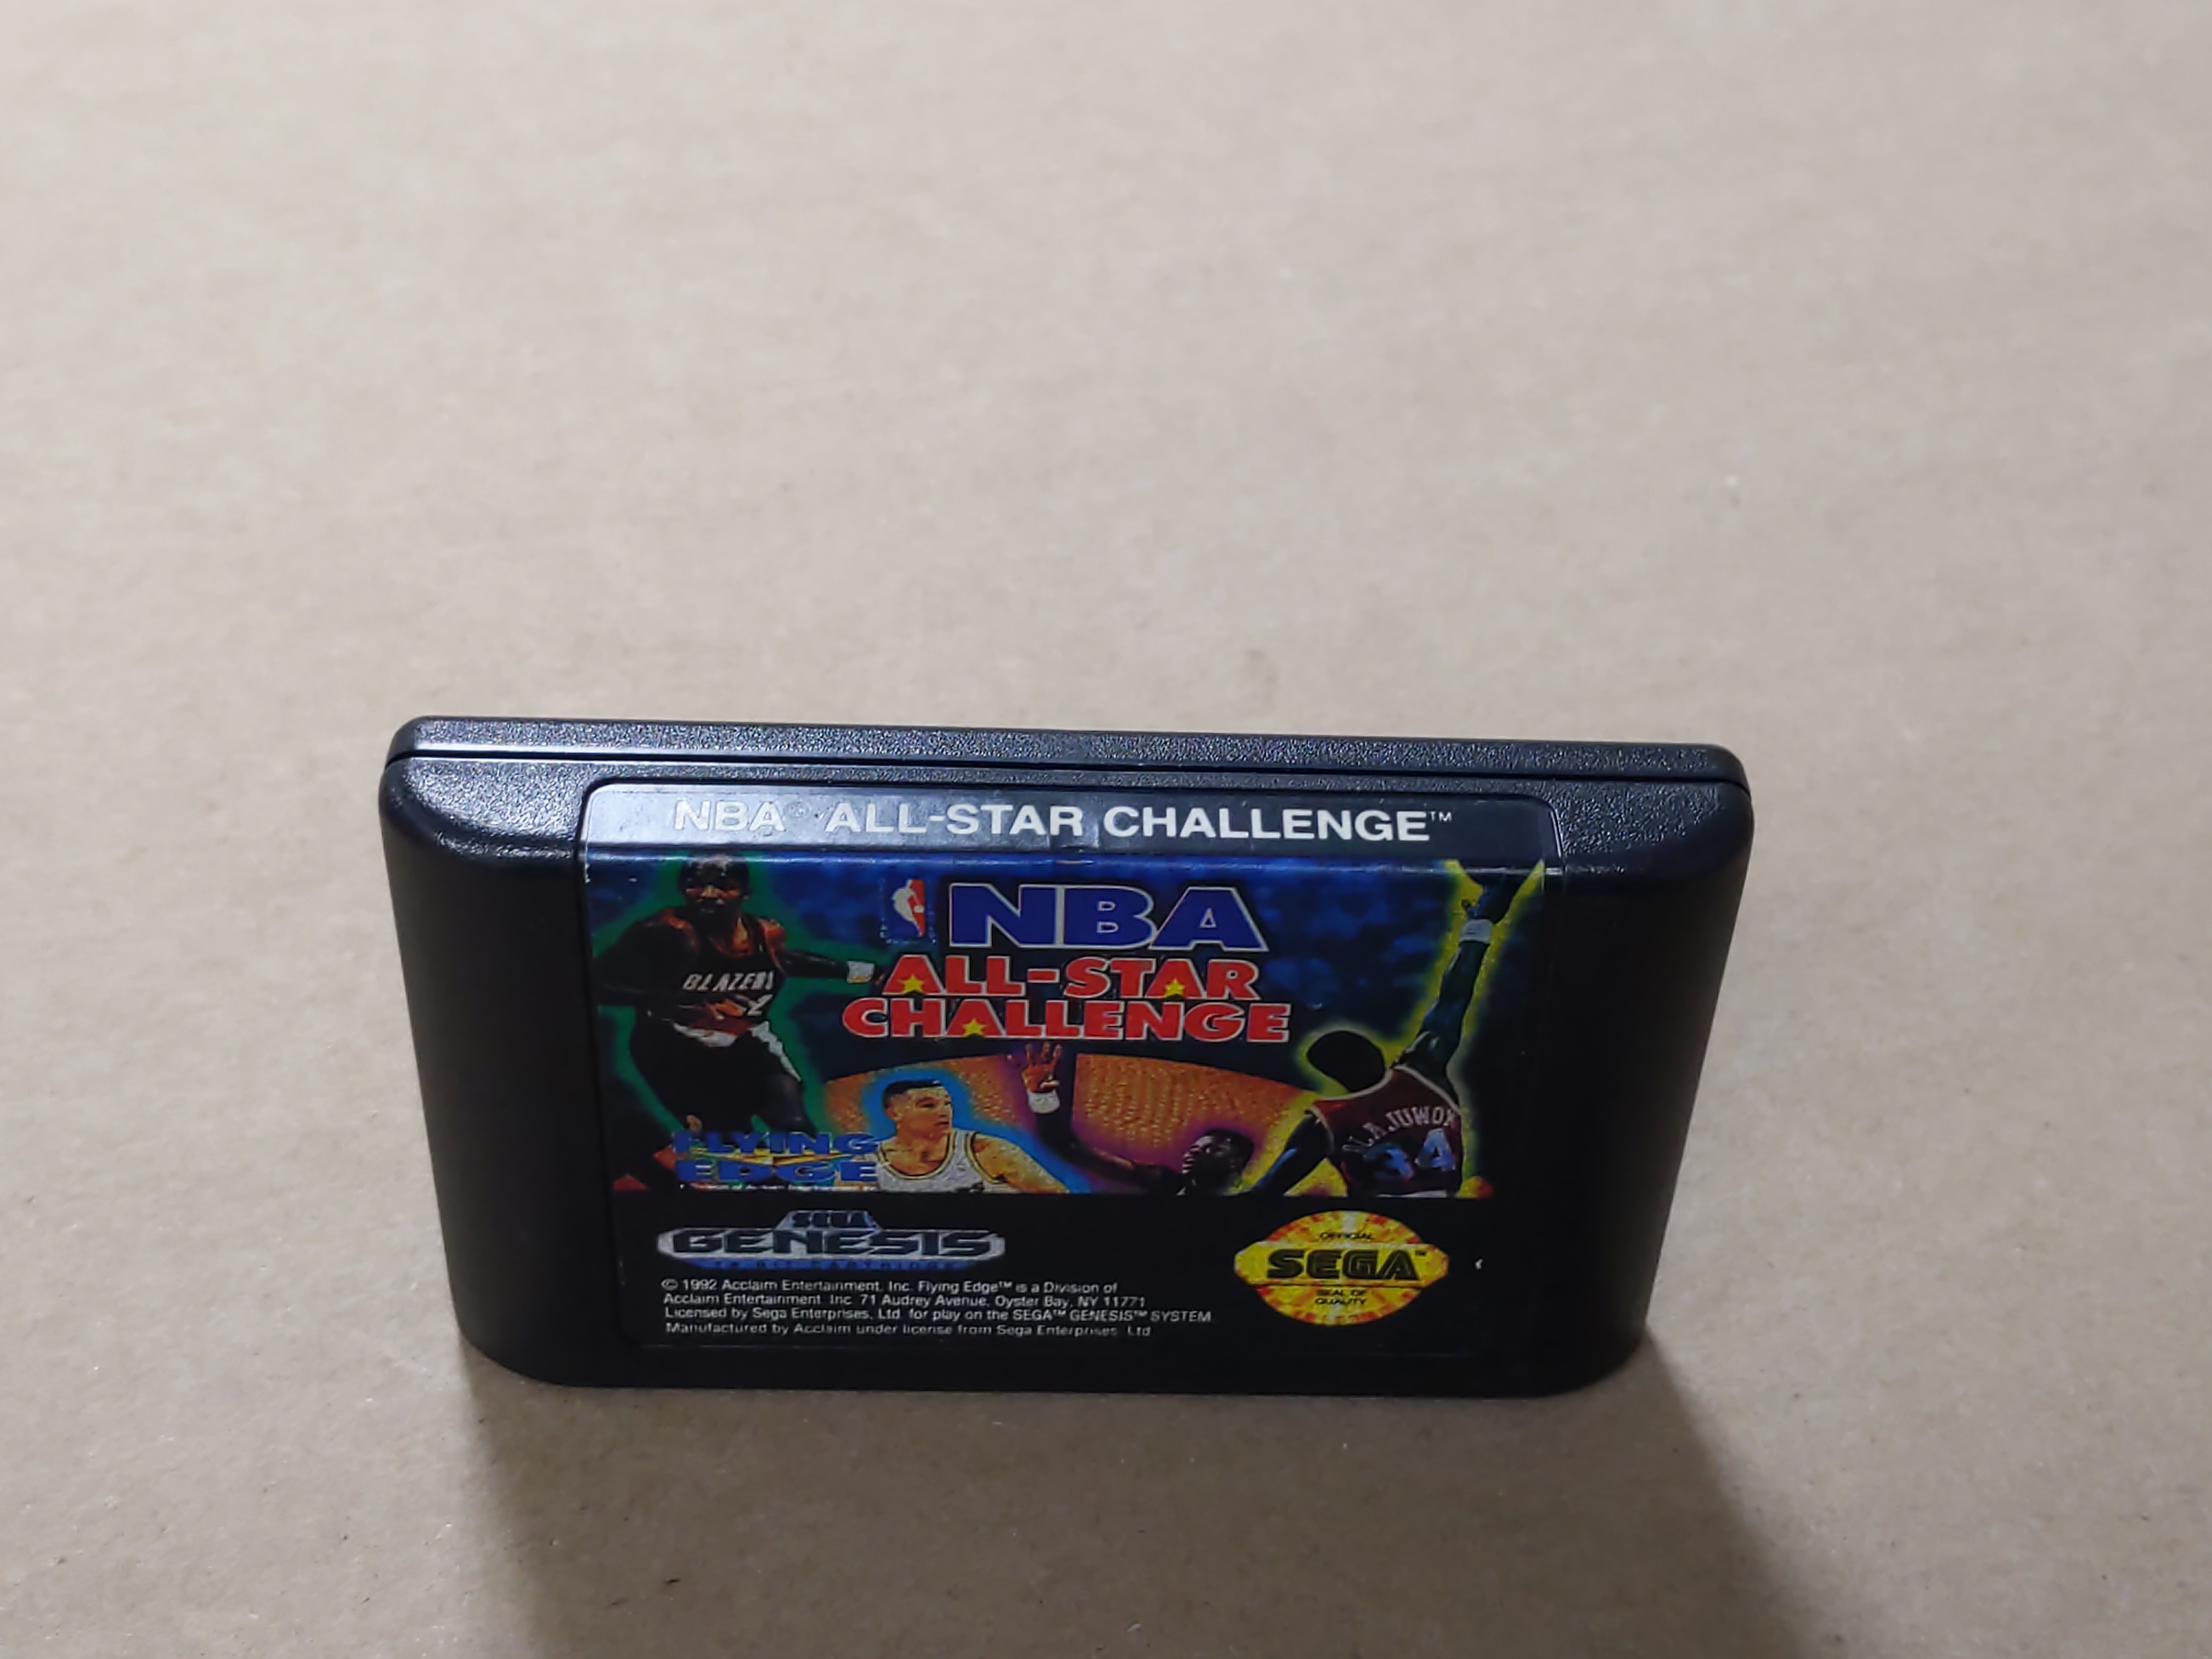 NBA® ALL-STAR CHALLENGE™
NBA
ALL-STAR
CHALLENGE
BLAZERS
OLAJUWON
34
FLYING
EDGE
SEGA
GENESIS
© 1992 Acclaim Entertainment, Inc. Flying Edge™ is a Division of
Acclaim Entertainment, Inc. 71 Audrey Avenue, Oyster Bay, NY 11771
Licensed by Sega Enterprises, Ltd. for play on the SEGA™ GENESIS™ SYSTEM.
Manufactured by Acclaim under license from Sega Enterprises, Ltd.
OFFICIAL
SEGA™
SEAL OF
QUALITY